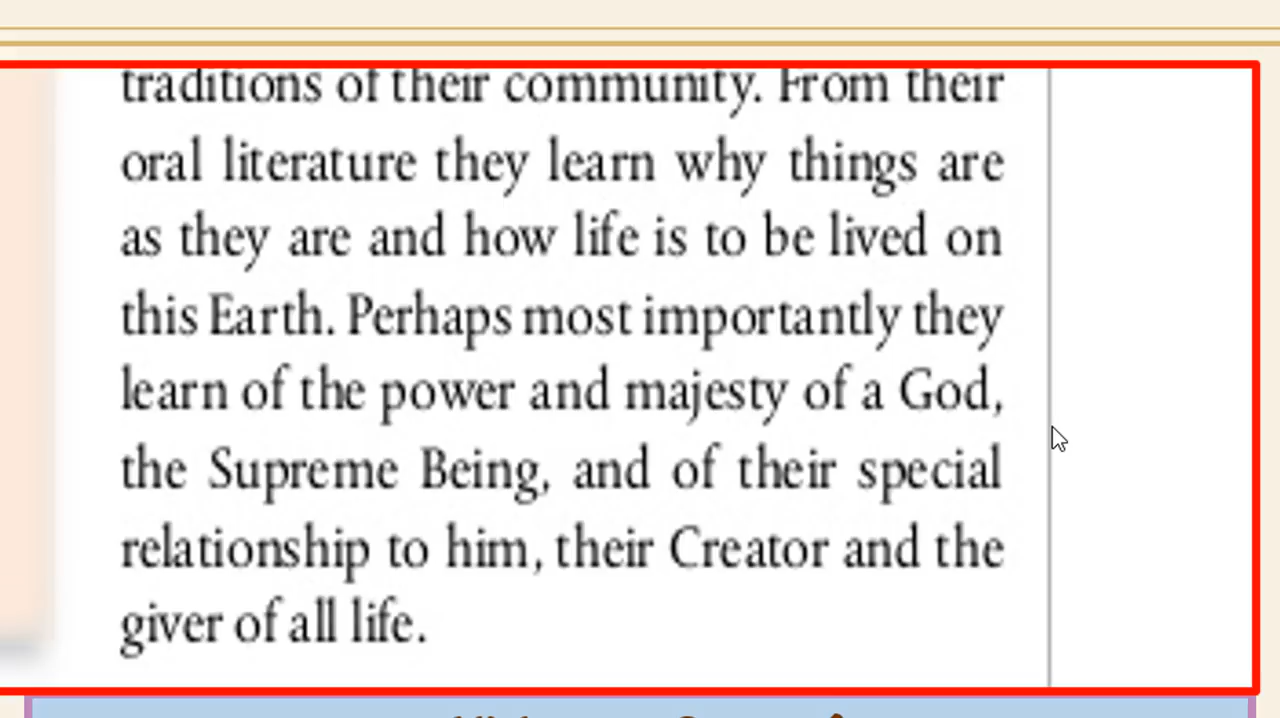 traditions of their community. From their
oral literature they learn why things are
as they are and how life is to be lived on
this Earth. Perhaps most importantly they
learn of the power and majesty of a God,
the Supreme Being, and of their special
relationship to him, their Creator and the
giver of all life.